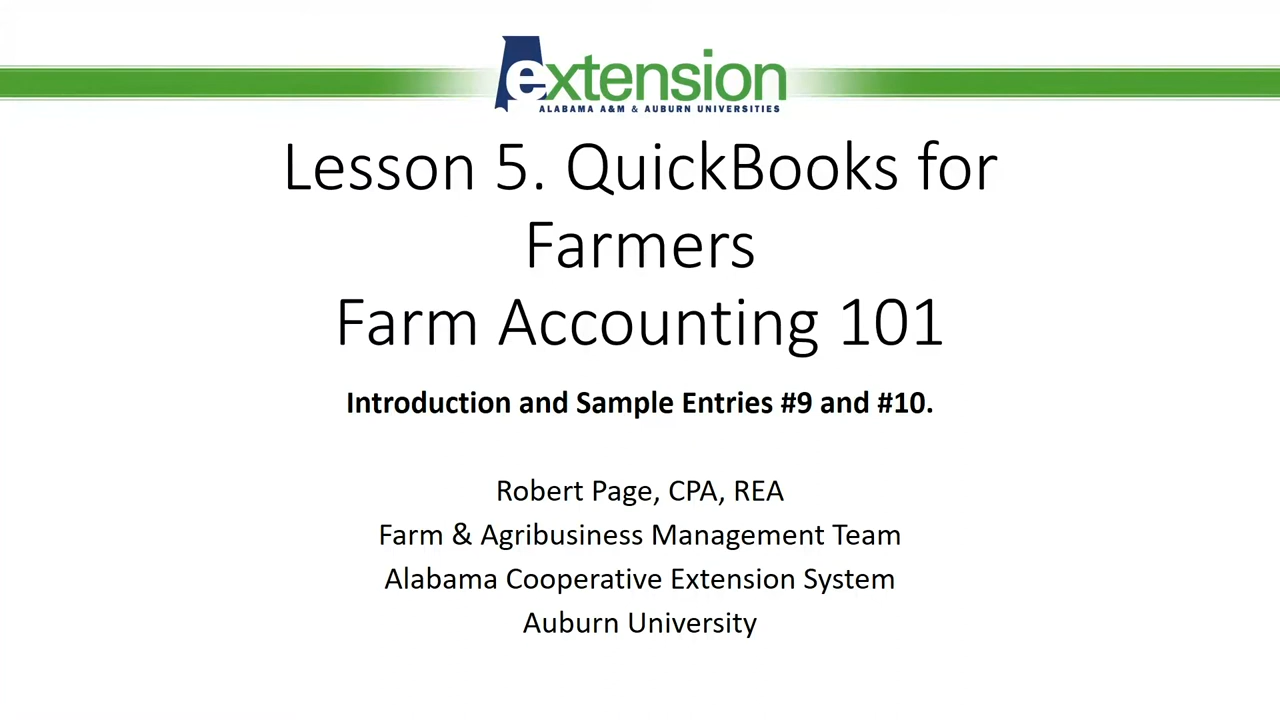 extension
ALABAMA A&M & AUBURN UNIVERSITIES
Lesson 5. QuickBooks for
Farmers
Farm Accounting 101
Introduction and Sample Entries #9 and #10.
Robert Page, CPA, REA
Farm & Agribusiness Management Team
Alabama Cooperative Extension System
Auburn University